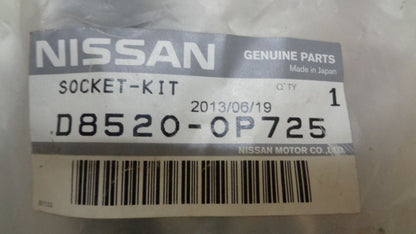 NISSAN
GENUINE PARTS
Made in Japan
SOCKET-KIT
Q'TY
2013/06/19
1
D8520-0P725
NISSAN MOTOR CO.,LTD.